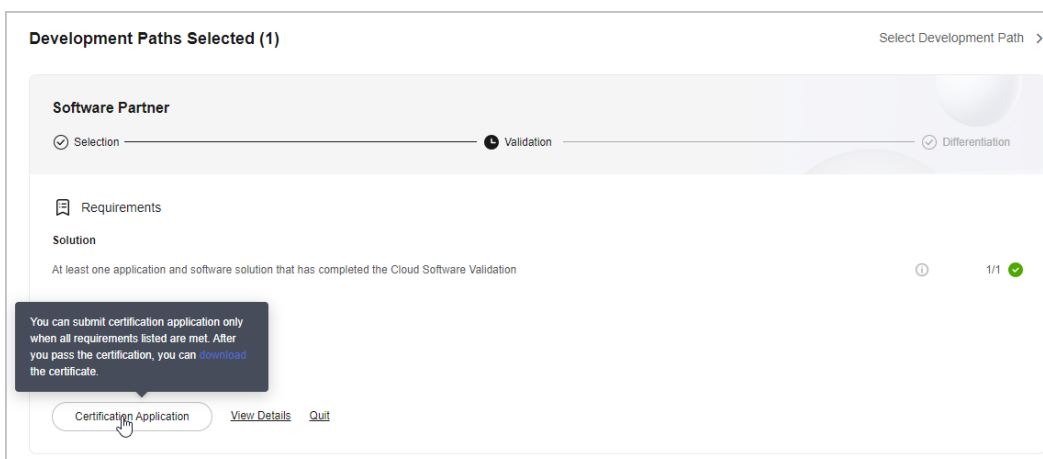 Development Paths Selected (1)
Select Development Path
Software Partner
Selection
Validation
Differentiation
Requirements
Solution
At least one application and software solution that has completed the Cloud Software Validation
1/1
You can submit certification application only
when all requirements listed are met. After
you pass the certification, you can download
the certificate.
Certification Application
View Details
Quit